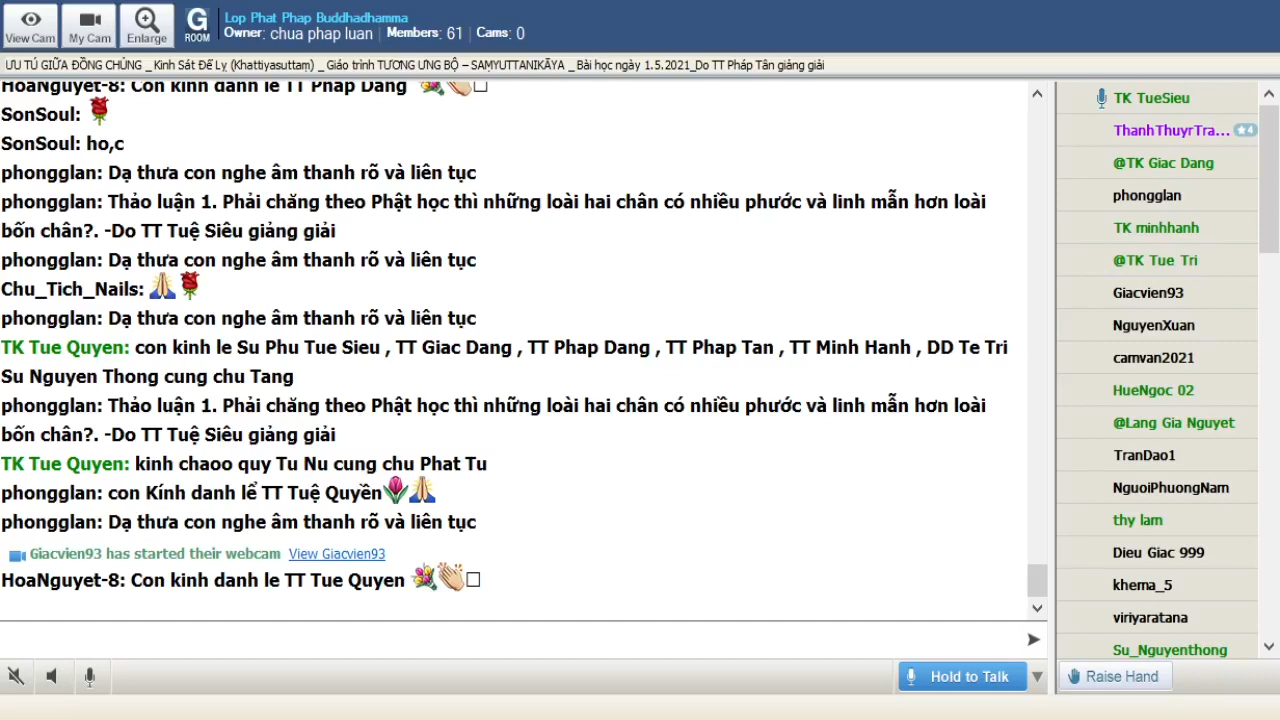 View Cam
My Cam
Enlarge
G
ROOM
Lop Phat Phap Buddhadhamma
Owner: chua phap luan | Members: 61 | Cams: 0
ƯU TÚ GIỮA ĐỒNG CHỦNG _Kinh Sát Đế Lỵ (Khattiyasuttaṃ) _Giáo trình TƯƠNG ƯNG BỘ – SAṂYUTTANIKĀYA _Bài học ngày 1.5.2021_Do TT Pháp Tân giảng giải
HoaNguyet-8: Con kinh danh le TT Phap Dang
SonSoul:
SonSoul: ho,c
phongglan: Dạ thưa con nghe âm thanh rõ và liên tục
phongglan: Thảo luận 1. Phải chăng theo Phật học thì những loài hai chân có nhiều phước và linh mẫn hơn loài
bốn chân?. -Do TT Tuệ Siêu giảng giải
phongglan: Dạ thưa con nghe âm thanh rõ và liên tục
Chu_Tich_Nails:
phongglan: Dạ thưa con nghe âm thanh rõ và liên tục
TK Tue Quyen: con kinh le Su Phu Tue Sieu , TT Giac Dang , TT Phap Dang , TT Phap Tan , TT Minh Hanh , DD Te Tri
Su Nguyen Thong cung chu Tang
phongglan: Thảo luận 1. Phải chăng theo Phật học thì những loài hai chân có nhiều phước và linh mẫn hơn loài
bốn chân?. -Do TT Tuệ Siêu giảng giải
TK Tue Quyen: kinh chaoo quy Tu Nu cung chu Phat Tu
phongglan: con Kính danh lể TT Tuệ Quyền
phongglan: Dạ thưa con nghe âm thanh rõ và liên tục
Giacvien93 has started their webcam View Giacvien93
HoaNguyet-8: Con kinh danh le TT Tue Quyen
TK TueSieu
ThanhThuyrTra... 4
@TK Giac Dang
phongglan
TK minhhanh
@TK Tue Tri
Giacvien93
NguyenXuan
camvan2021
HueNgoc 02
@Lang Gia Nguyet
TranDao1
NguoiPhuongNam
thy lam
Dieu Giac 999
khema_5
viriyaratana
Su_Nguyenthong
Hold to Talk
Raise Hand